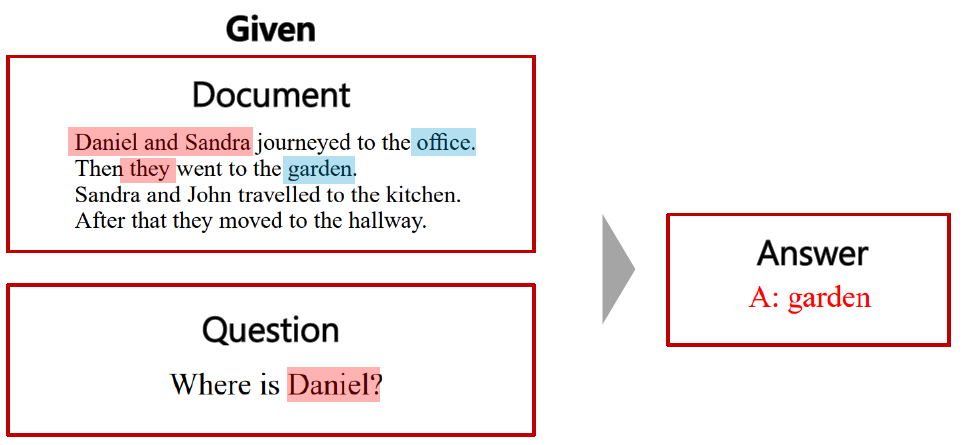 Given
Document
Daniel and Sandra journeyed to the office.
Then they went to the garden.
Sandra and John travelled to the kitchen.
After that they moved to the hallway.
Question
Where is Daniel?
Answer
A: garden